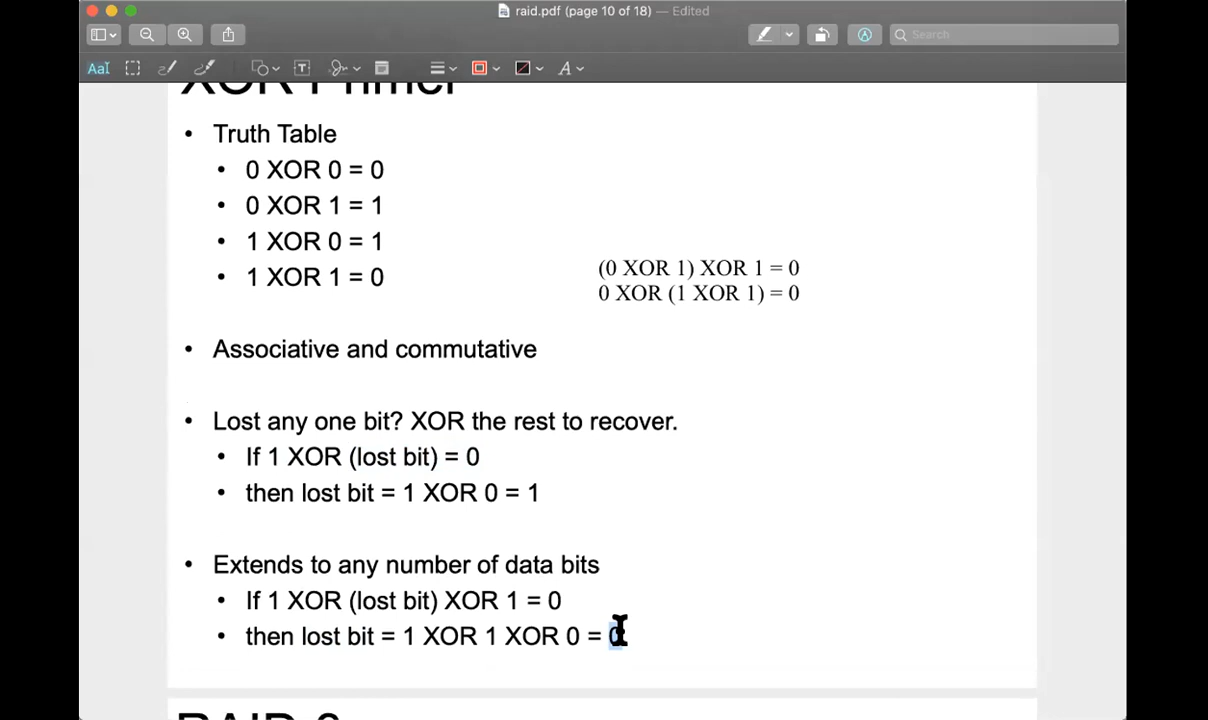 raid.pdf (page 10 of 18) — Edited
Search
XOR Primer
• Truth Table
• 0 XOR 0 = 0
• 0 XOR 1 = 1
• 1 XOR 0 = 1
• 1 XOR 1 = 0
(0 XOR 1) XOR 1 = 0
0 XOR (1 XOR 1) = 0
• Associative and commutative
• Lost any one bit? XOR the rest to recover.
• If 1 XOR (lost bit) = 0
• then lost bit = 1 XOR 0 = 1
• Extends to any number of data bits
• If 1 XOR (lost bit) XOR 1 = 0
• then lost bit = 1 XOR 1 XOR 0 = 0